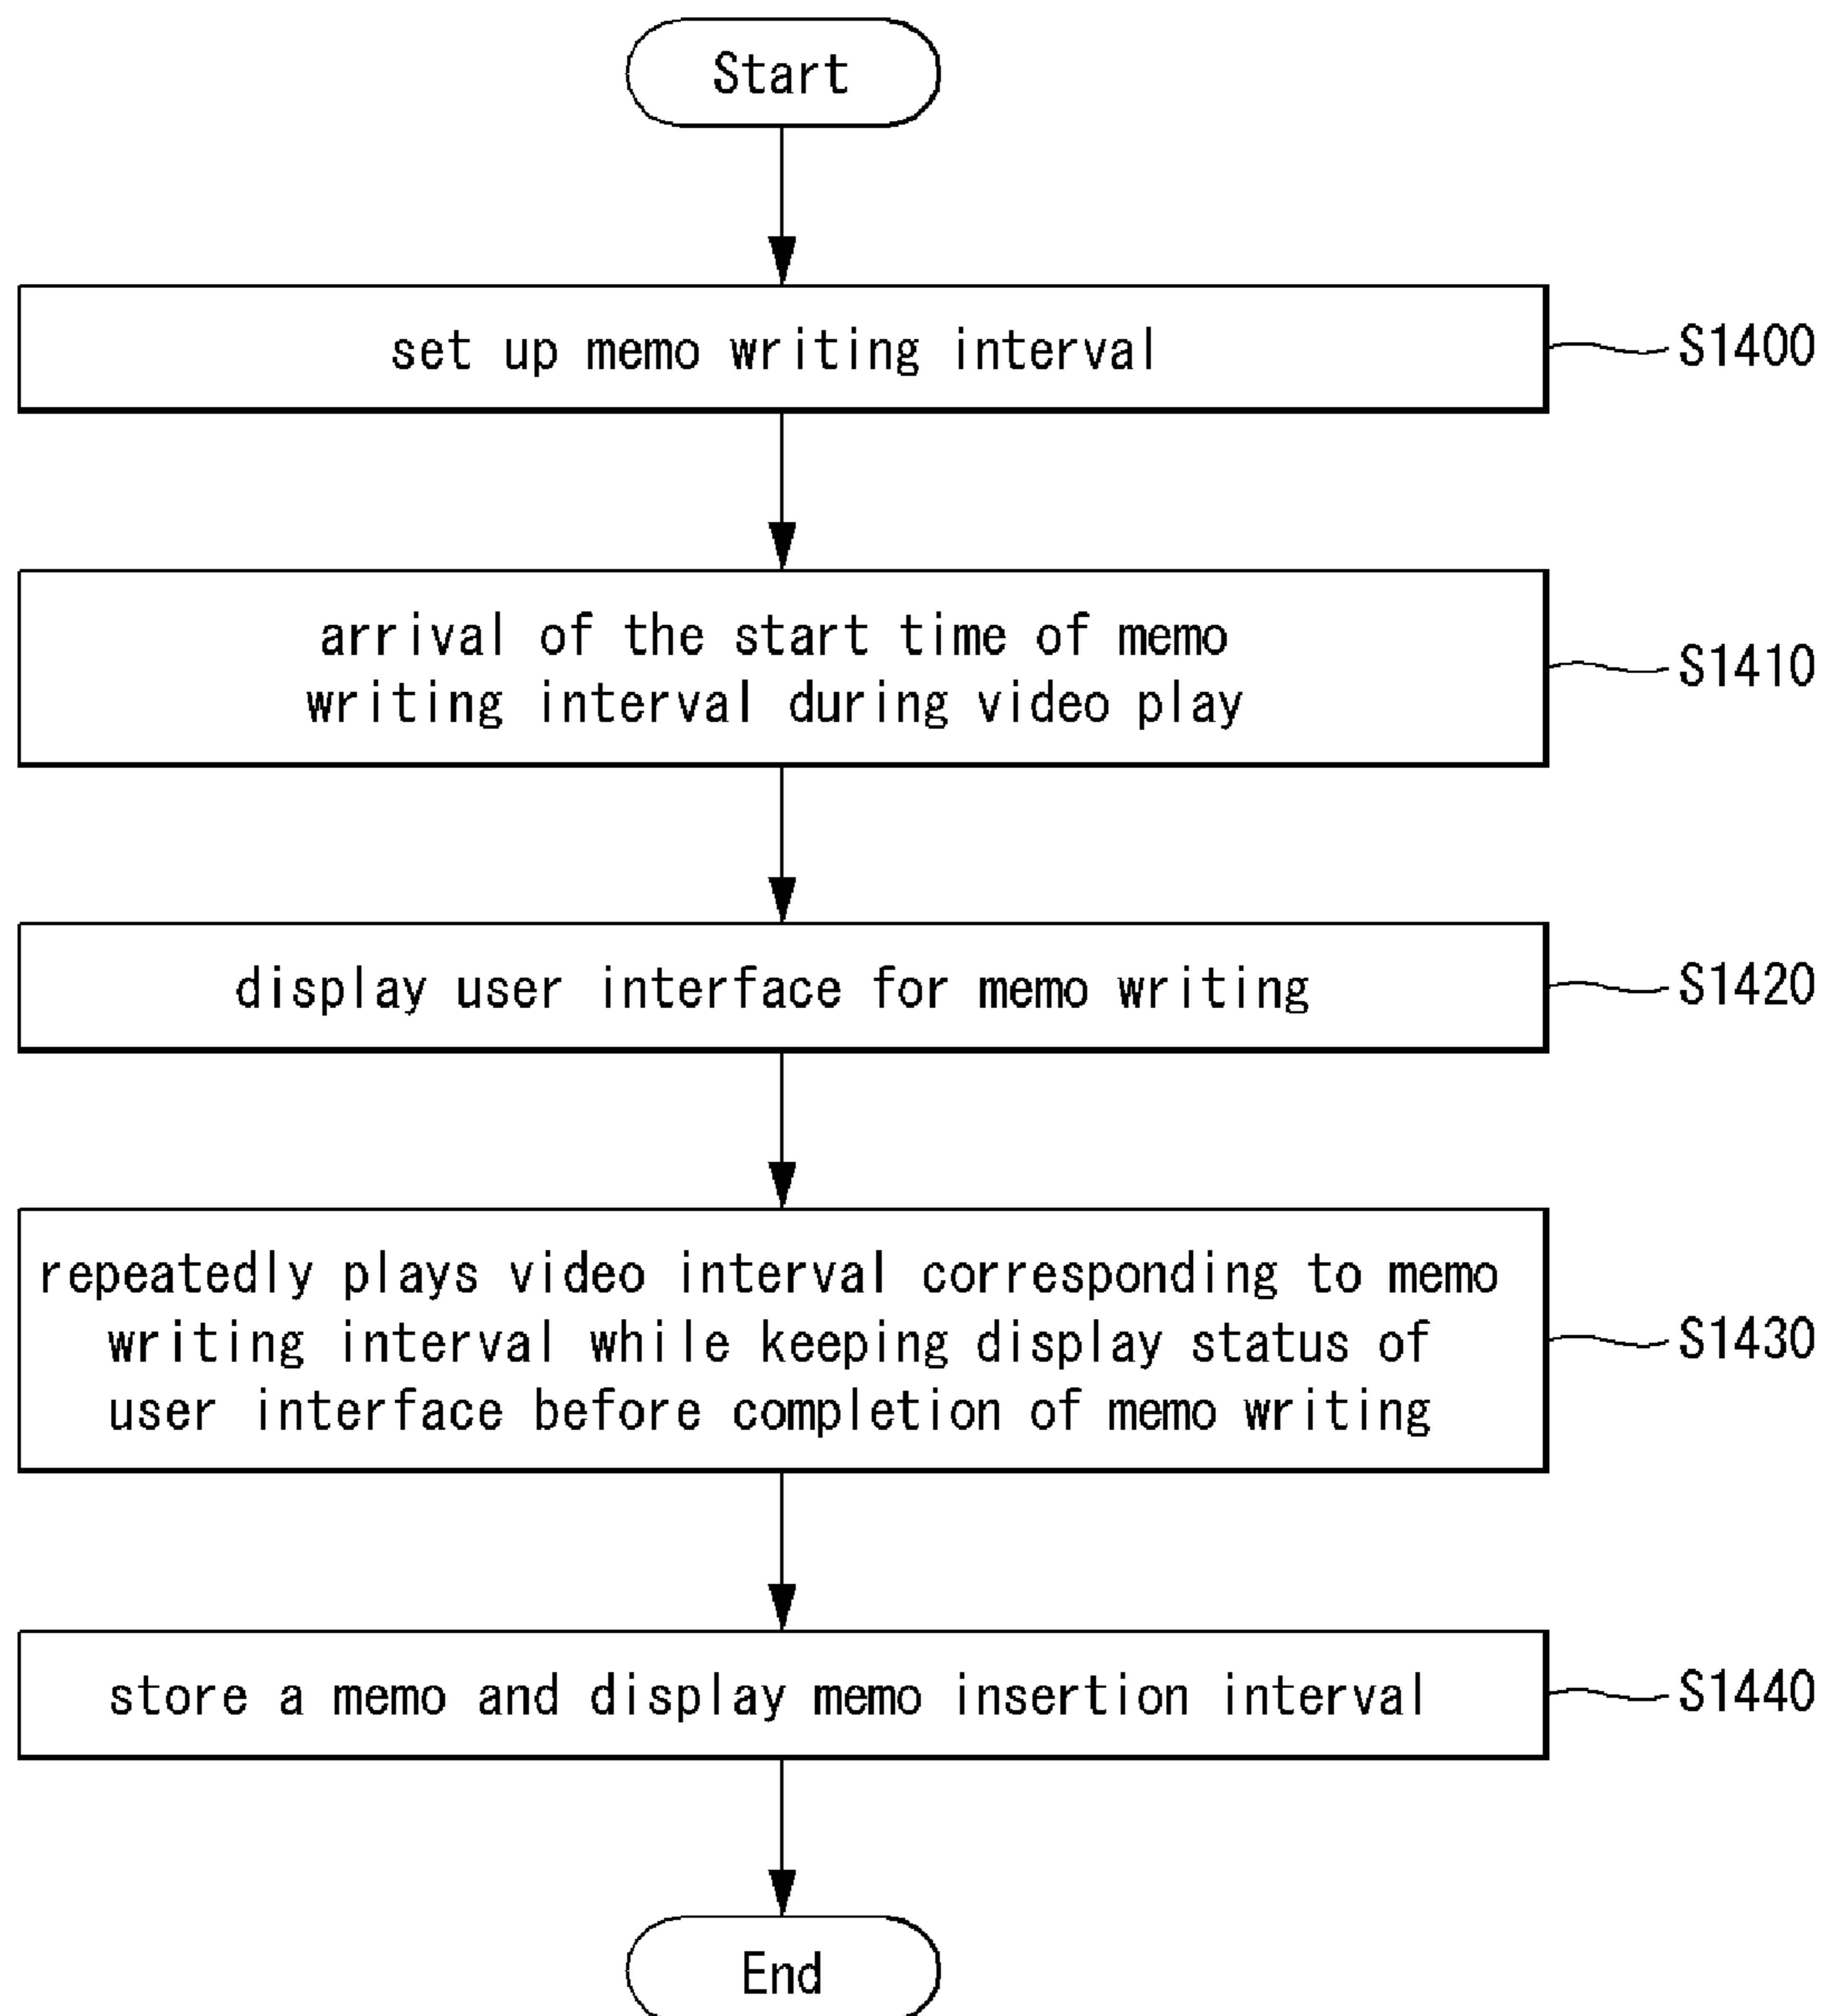 Start
set up memo writing interval
S1400
arrival of the start time of memo
writing interval during video play
S1410
display user interface for memo writing
S1420
repeatedly plays video interval corresponding to memo
writing interval while keeping display status of
user interface before completion of memo writing
S1430
store a memo and display memo insertion interval
S1440
End